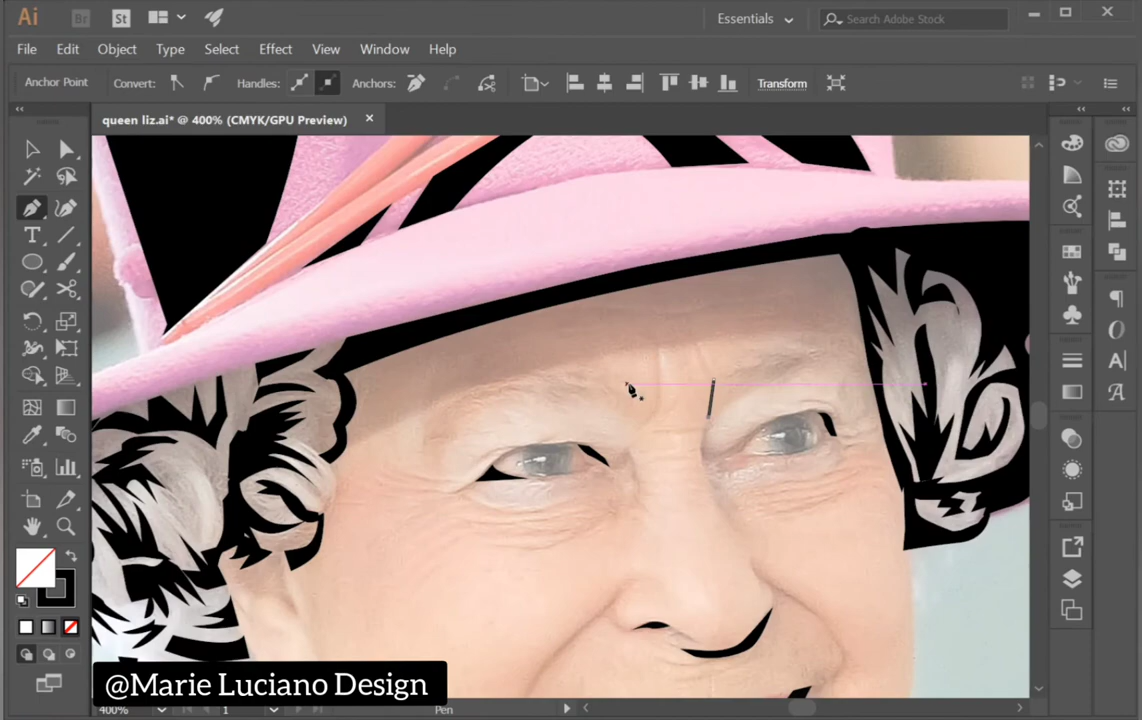 Ai Br St Essentials Search Adobe Stock
File Edit Object Type Select Effect View Window Help
Anchor Point Convert: Handles: Anchors: Transform
queen liz.ai* @ 400% (CMYK/GPU Preview)
@Marie Luciano Design
400% 1 Pen